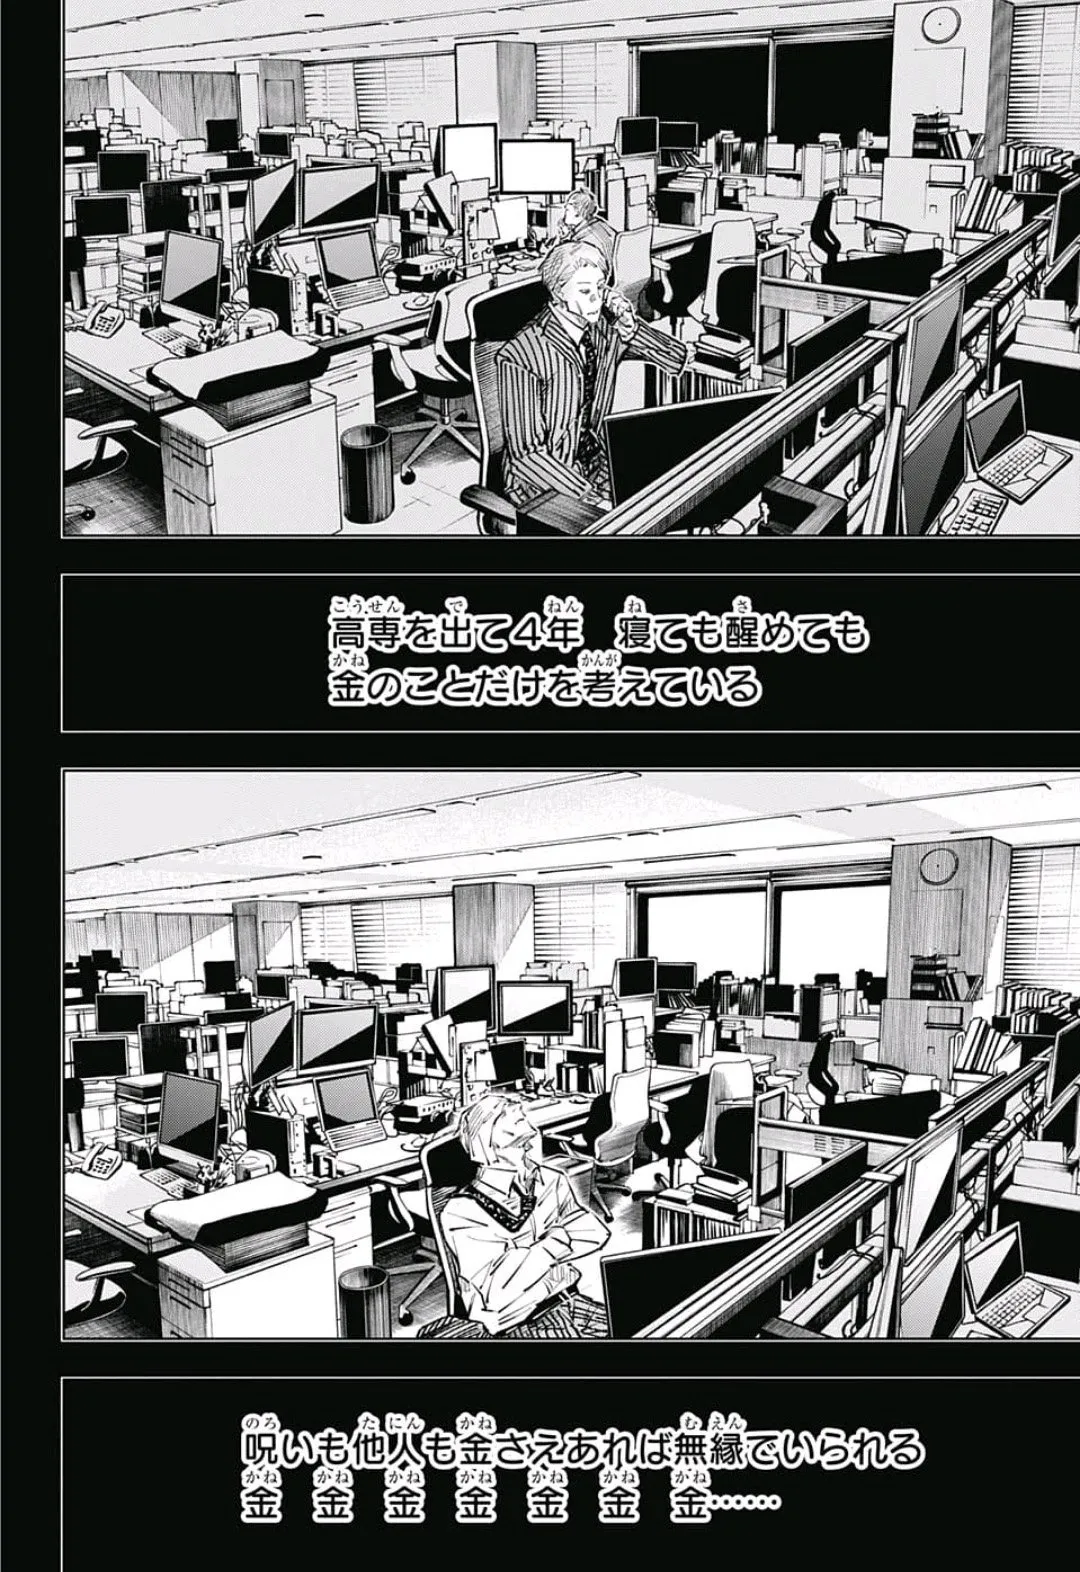 高専を出て4年　寝ても醒めても
金のことだけを考えている
呪いも他人も金さえあれば無縁でいられる
金　金　金　金　金　金　金……